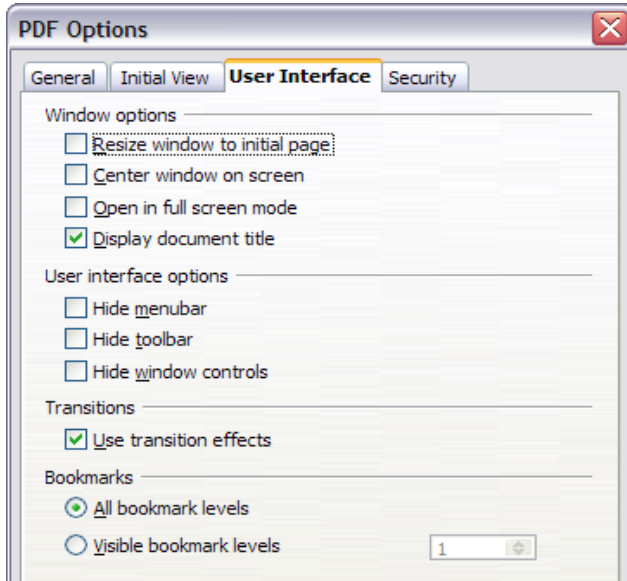 PDF Options
General Initial View User Interface Security
Window options
Resize window to initial page
Center window on screen
Open in full screen mode
Display document title
User interface options
Hide menubar
Hide toolbar
Hide window controls
Transitions
Use transition effects
Bookmarks
All bookmark levels
Visible bookmark levels 1